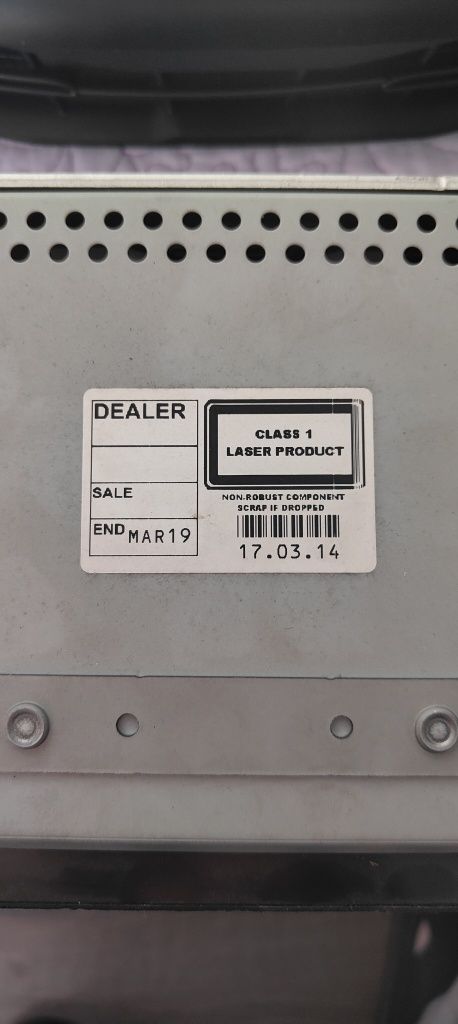 DEALER
SALE
END MAR19
CLASS 1
LASER PRODUCT
NON-ROBUST COMPONENT
SCRAP IF DROPPED
17.03.14